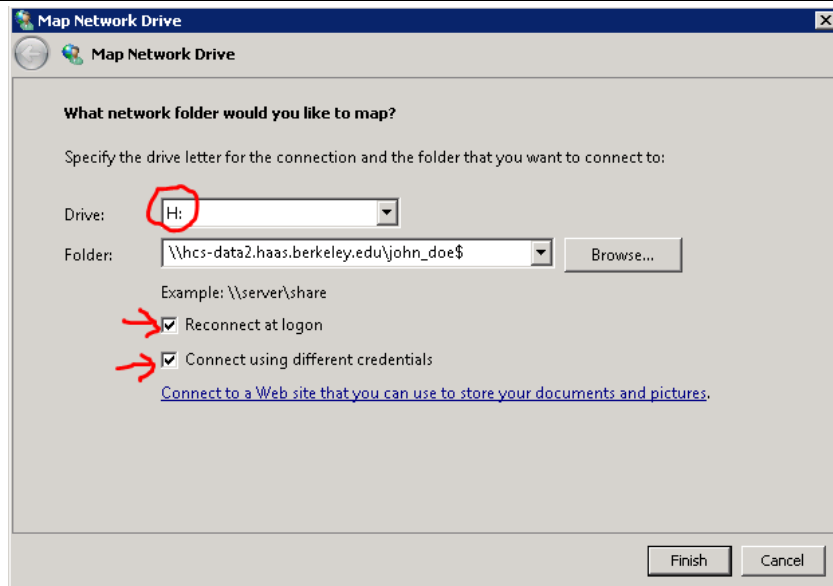 Map Network Drive
Map Network Drive
What network folder would you like to map?
Specify the drive letter for the connection and the folder that you want to connect to:
Drive: H:
Folder: \\hcs-data2.haas.berkeley.edu\john_doe$ Browse...
Example: \\server\share
Reconnect at logon
Connect using different credentials
Connect to a Web site that you can use to store your documents and pictures.
Finish Cancel